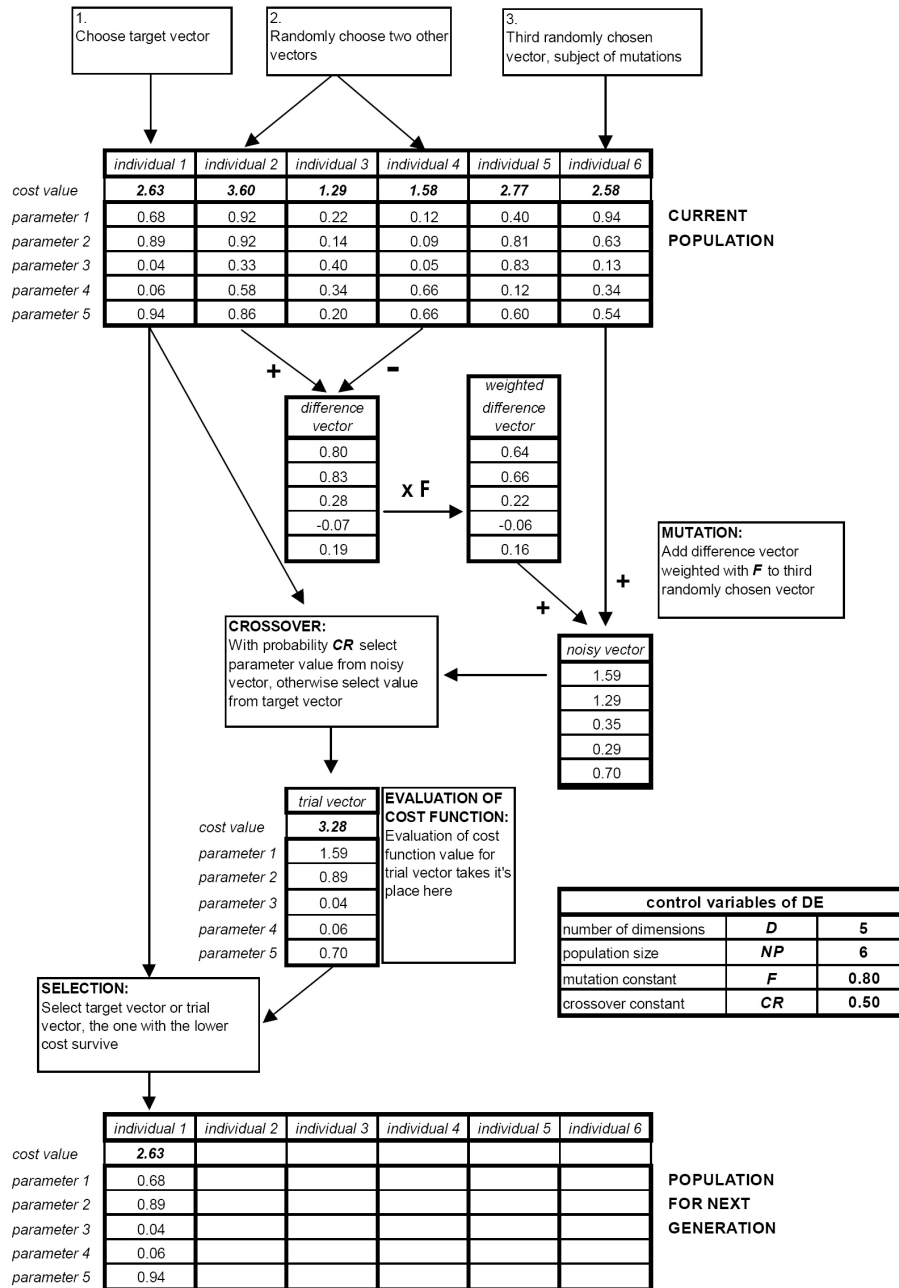 1.
Choose target vector
2.
Randomly choose two other
vectors
3.
Third randomly chosen
vector, subject of mutations
individual 1 individual 2 individual 3 individual 4 individual 5 individual 6
cost value 2.63 3.60 1.29 1.58 2.77 2.58
parameter 1 0.68 0.92 0.22 0.12 0.40 0.94
parameter 2 0.89 0.92 0.14 0.09 0.81 0.63
parameter 3 0.04 0.33 0.40 0.05 0.83 0.13
parameter 4 0.06 0.58 0.34 0.66 0.12 0.34
parameter 5 0.94 0.86 0.20 0.66 0.60 0.54
CURRENT
POPULATION
+
-
difference
vector
0.80
0.83
0.28
-0.07
0.19
x F
weighted
difference
vector
0.64
0.66
0.22
-0.06
0.16
MUTATION:
Add difference vector
weighted with F to third
randomly chosen vector
+
+
CROSSOVER:
With probability CR select
parameter value from noisy
vector, otherwise select value
from target vector
noisy vector
1.59
1.29
0.35
0.29
0.70
trial vector
cost value 3.28
parameter 1 1.59
parameter 2 0.89
parameter 3 0.04
parameter 4 0.06
parameter 5 0.70
EVALUATION OF
COST FUNCTION:
Evaluation of cost
function value for
trial vector takes it's
place here
control variables of DE
number of dimensions D 5
population size NP 6
mutation constant F 0.80
crossover constant CR 0.50
SELECTION:
Select target vector or trial
vector, the one with the lower
cost survive
individual 1 individual 2 individual 3 individual 4 individual 5 individual 6
cost value 2.63
parameter 1 0.68
parameter 2 0.89
parameter 3 0.04
parameter 4 0.06
parameter 5 0.94
POPULATION
FOR NEXT
GENERATION